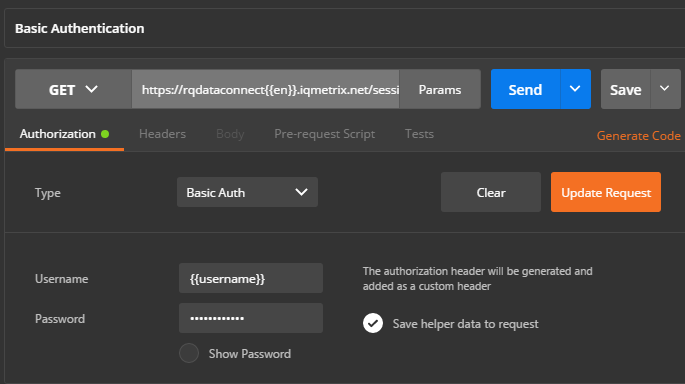 Basic Authentication
GET https://rqdataconnect{{en}}.iqmetrix.net/sessi Params Send Save
Authorization Headers Body Pre-request Script Tests Generate Code
Type Basic Auth Clear Update Request
Username {{username}} The authorization header will be generated and
added as a custom header
Password •••••••••••• Save helper data to request
Show Password